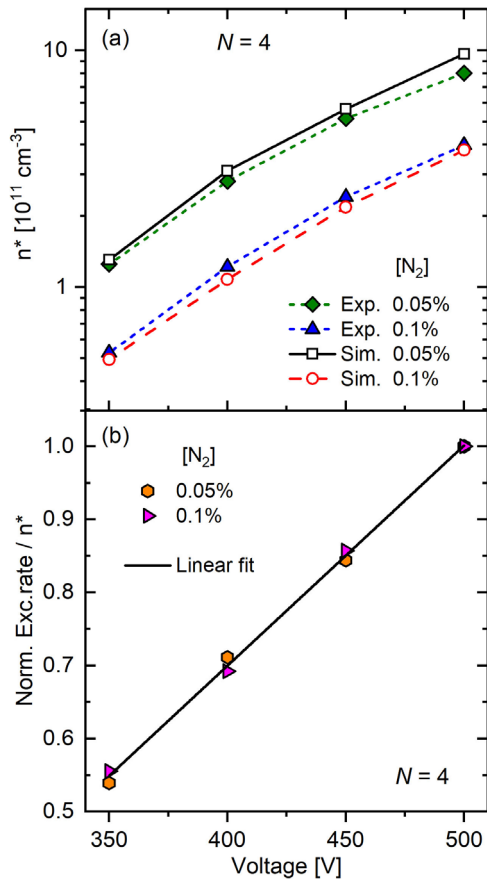 (a)
N = 4
10
1
n* [10¹¹ cm⁻³]
[N₂]
Exp. 0.05%
Exp. 0.1%
Sim. 0.05%
Sim. 0.1%
(b)
[N₂]
0.05%
0.1%
Linear fit
N = 4
1.0
0.9
0.8
0.7
0.6
0.5
Norm. Exc.rate / n*
350 400 450 500
Voltage [V]